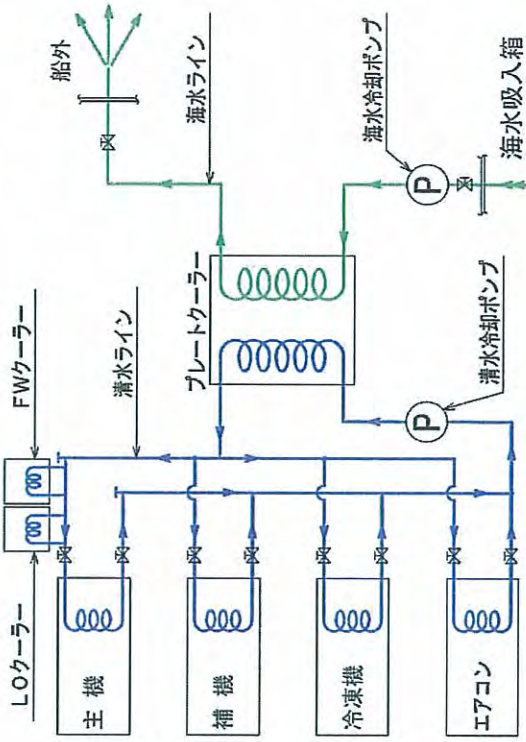 LOクーラー
FWクーラー
清水ライン
船外
海水ライン
プレートクーラー
主機
補機
冷凍機
エアコン
P
清水冷却ポンプ
P
海水冷却ポンプ
海水吸入箱